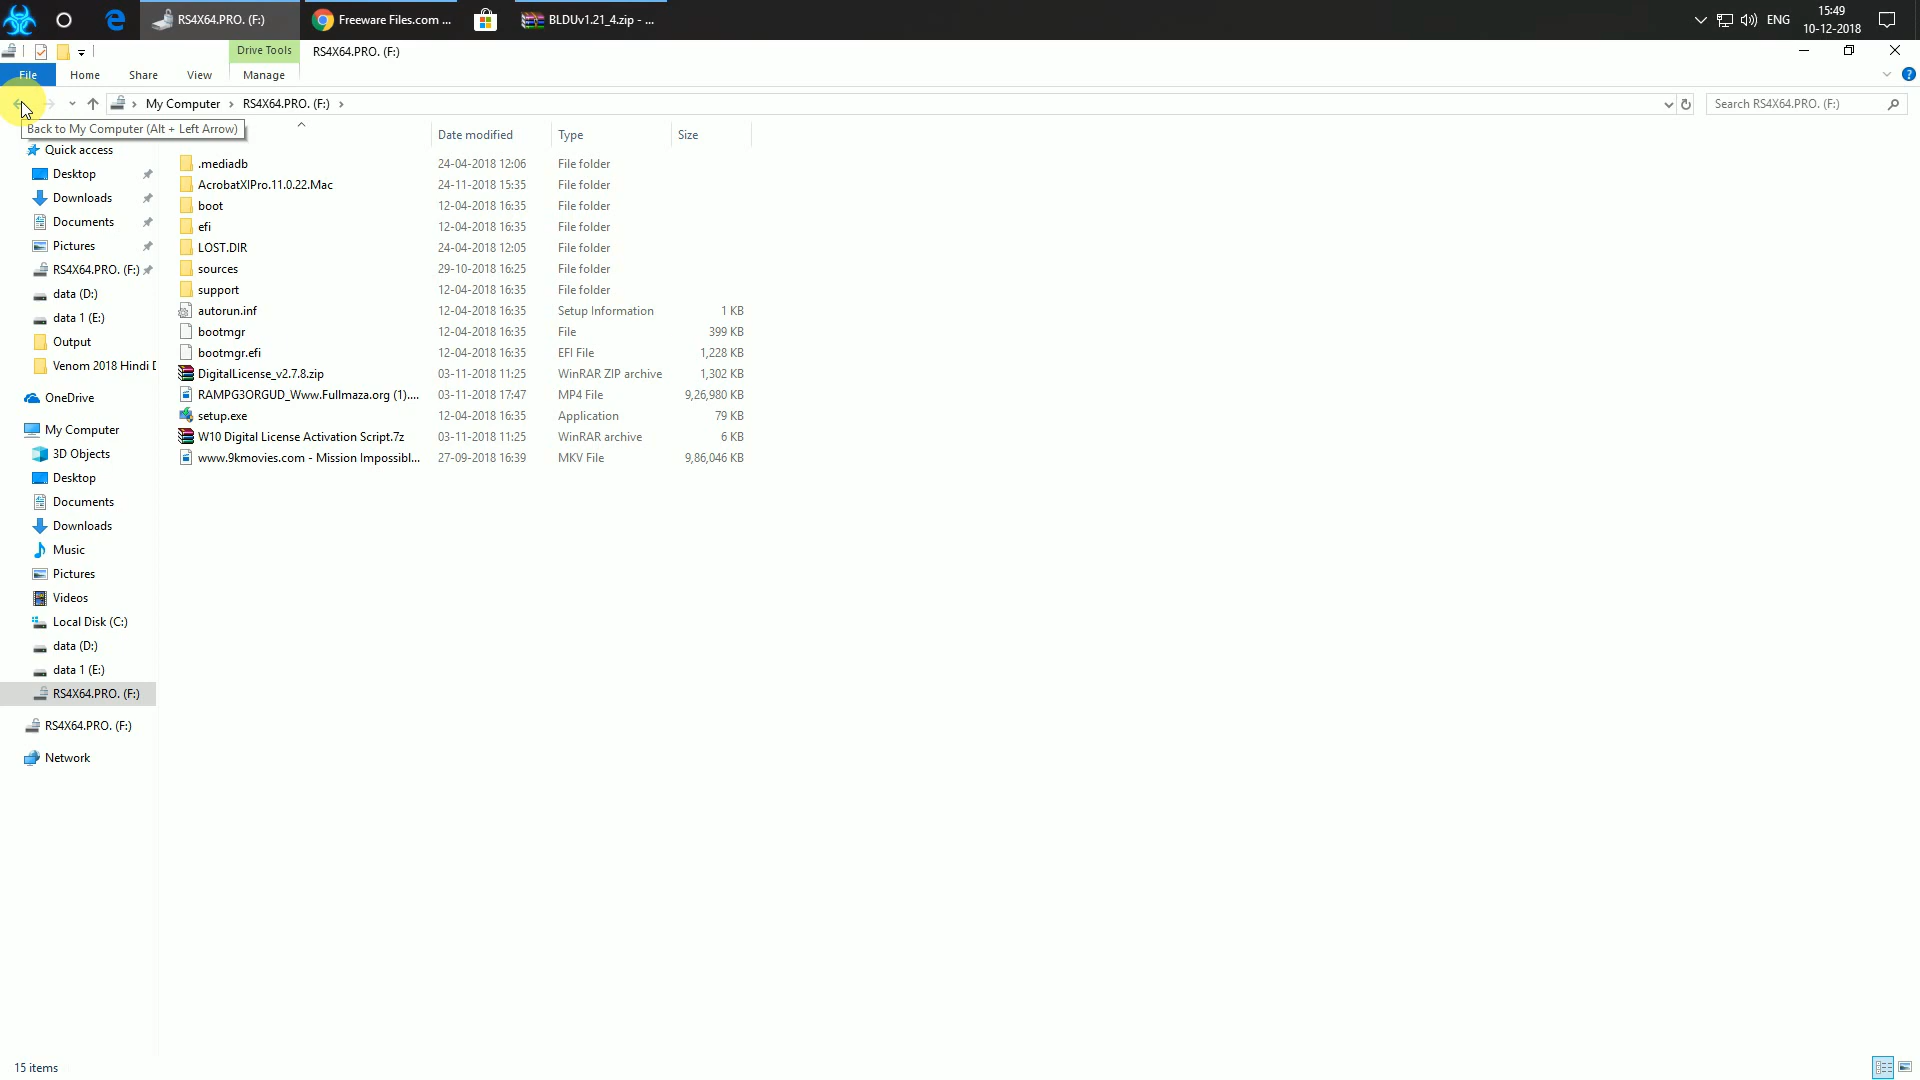 RS4X64.PRO. (F:)
Freeware Files.com ...
BLDUv1.21_4.zip - ...
ENG
15:49
10-12-2018
Drive Tools
RS4X64.PRO. (F:)
File
Home
Share
View
Manage
My Computer
RS4X64.PRO. (F:)
Search RS4X64.PRO. (F:)
Back to My Computer (Alt + Left Arrow)
Date modified
Type
Size
Quick access
Desktop
Downloads
Documents
Pictures
RS4X64.PRO. (F:)
data (D:)
data 1 (E:)
Output
Venom 2018 Hindi
OneDrive
My Computer
3D Objects
Desktop
Documents
Downloads
Music
Pictures
Videos
Local Disk (C:)
data (D:)
data 1 (E:)
RS4X64.PRO. (F:)
RS4X64.PRO. (F:)
Network
.mediadb 24-04-2018 12:06 File folder
AcrobatXIPro.11.0.22.Mac 24-11-2018 15:35 File folder
boot 12-04-2018 16:35 File folder
efi 12-04-2018 16:35 File folder
LOST.DIR 24-04-2018 12:05 File folder
sources 29-10-2018 16:25 File folder
support 12-04-2018 16:35 File folder
autorun.inf 12-04-2018 16:35 Setup Information 1 KB
bootmgr 12-04-2018 16:35 File 399 KB
bootmgr.efi 12-04-2018 16:35 EFI File 1,228 KB
DigitalLicense_v2.7.8.zip 03-11-2018 11:25 WinRAR ZIP archive 1,302 KB
RAMPG3ORGUD_Www.Fullmaza.org (1).... 03-11-2018 17:47 MP4 File 9,26,980 KB
setup.exe 12-04-2018 16:35 Application 79 KB
W10 Digital License Activation Script.7z 03-11-2018 11:25 WinRAR archive 6 KB
www.9kmovies.com - Mission Impossibl... 27-09-2018 16:39 MKV File 9,86,046 KB
15 items